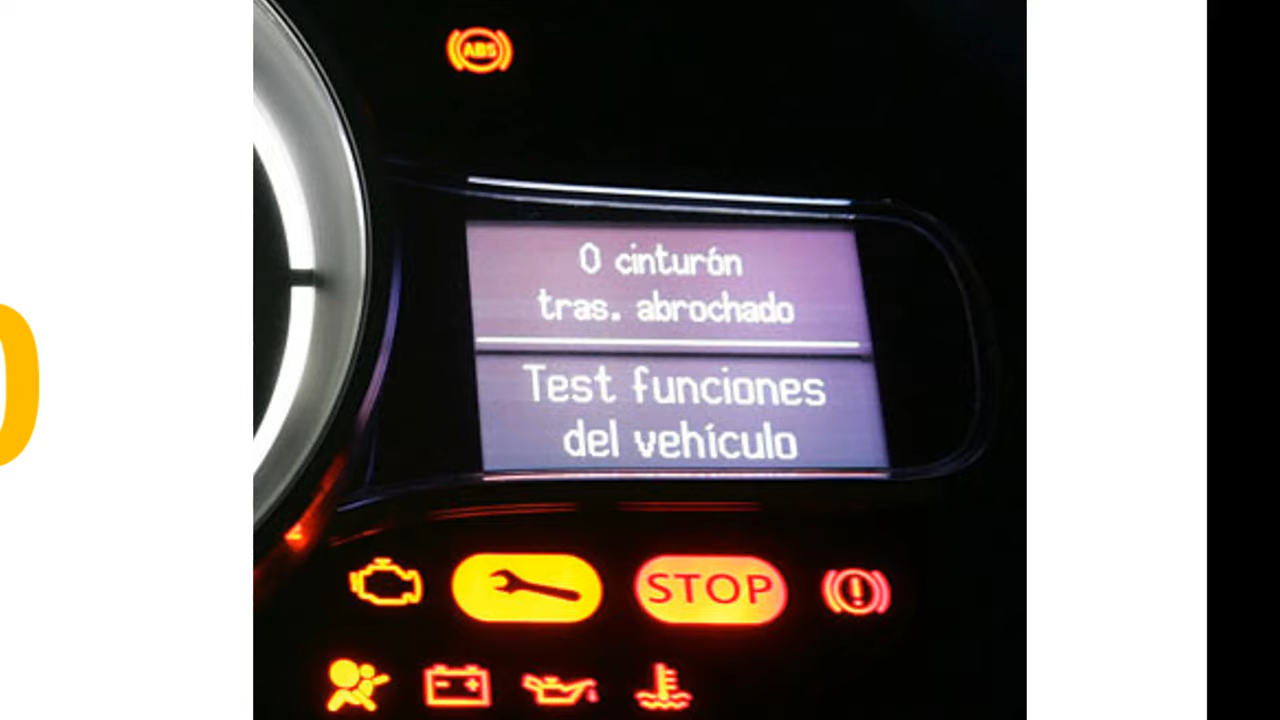 ABS
0 cinturón
tras. abrochado
Test funciones
del vehículo
STOP